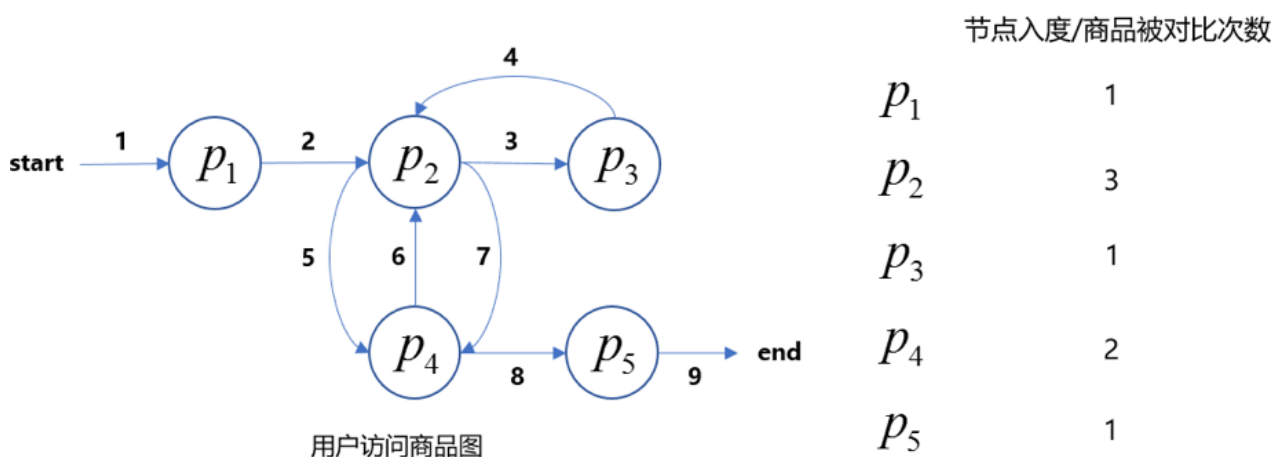 节点入度/商品被对比次数
4
p₁ 1
start 1 p₁ 2 p₂ 3 p₃
p₂ 3
5 6 7
p₃ 1
p₄ p₅ end
8 9
p₄ 2
用户访问商品图
p₅ 1